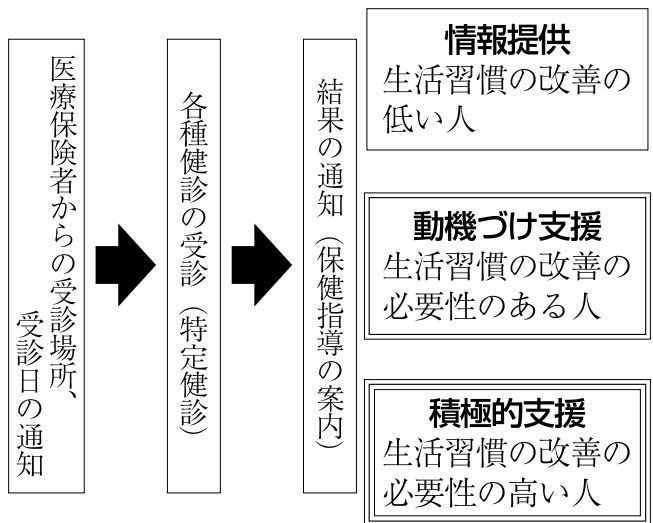 医療保険者からの受診場所、
受診日の通知
各種健診の受診（特定健診）
結果の通知（保健指導の案内）
情報提供
生活習慣の改善の
低い人
動機づけ支援
生活習慣の改善の
必要性のある人
積極的支援
生活習慣の改善の
必要性の高い人